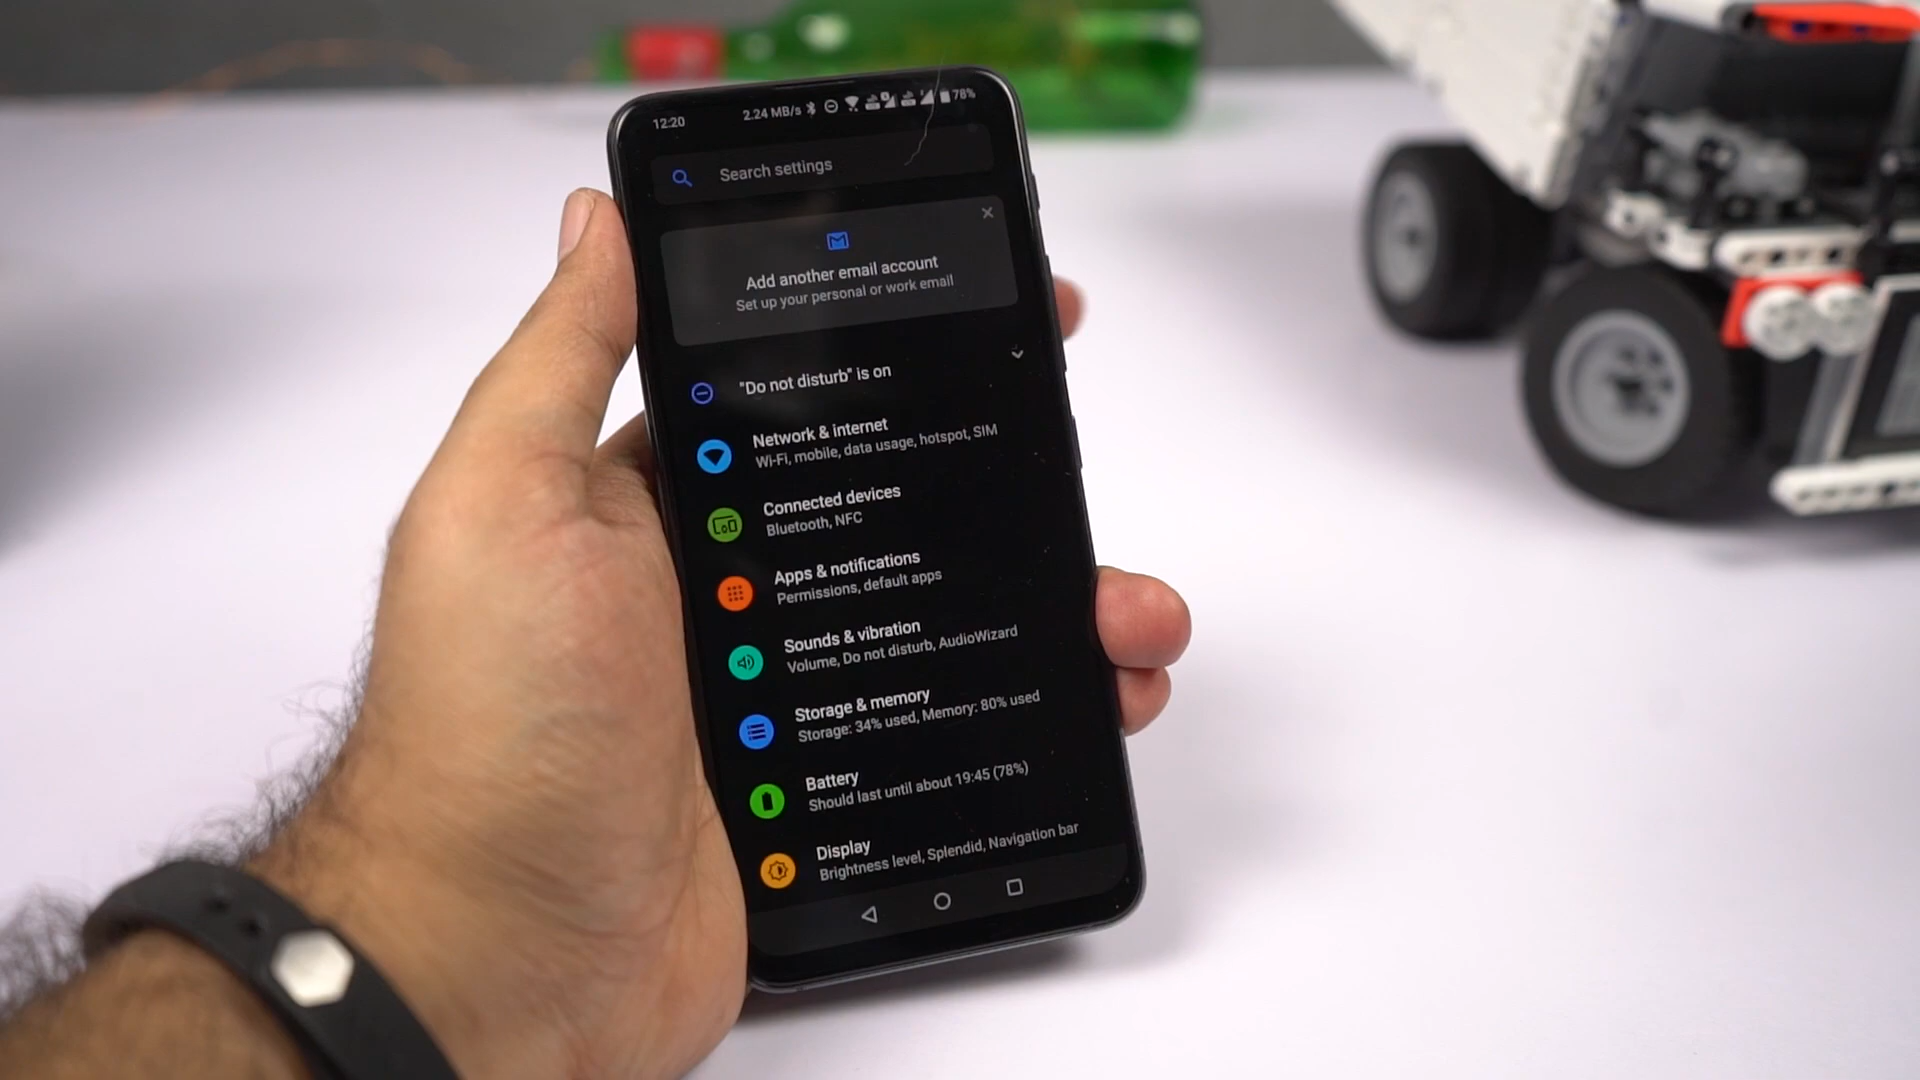 12:20 2.24 MB/s 78%
Search settings
Add another email account
Set up your personal or work email
"Do not disturb" is on
Network & internet
Wi-Fi, mobile, data usage, hotspot, SIM
Connected devices
Bluetooth, NFC
Apps & notifications
Permissions, default apps
Sounds & vibration
Volume, Do not disturb, AudioWizard
Storage & memory
Storage: 34% used, Memory: 80% used
Battery
Should last until about 19:45 (78%)
Display
Brightness level, Splendid, Navigation bar